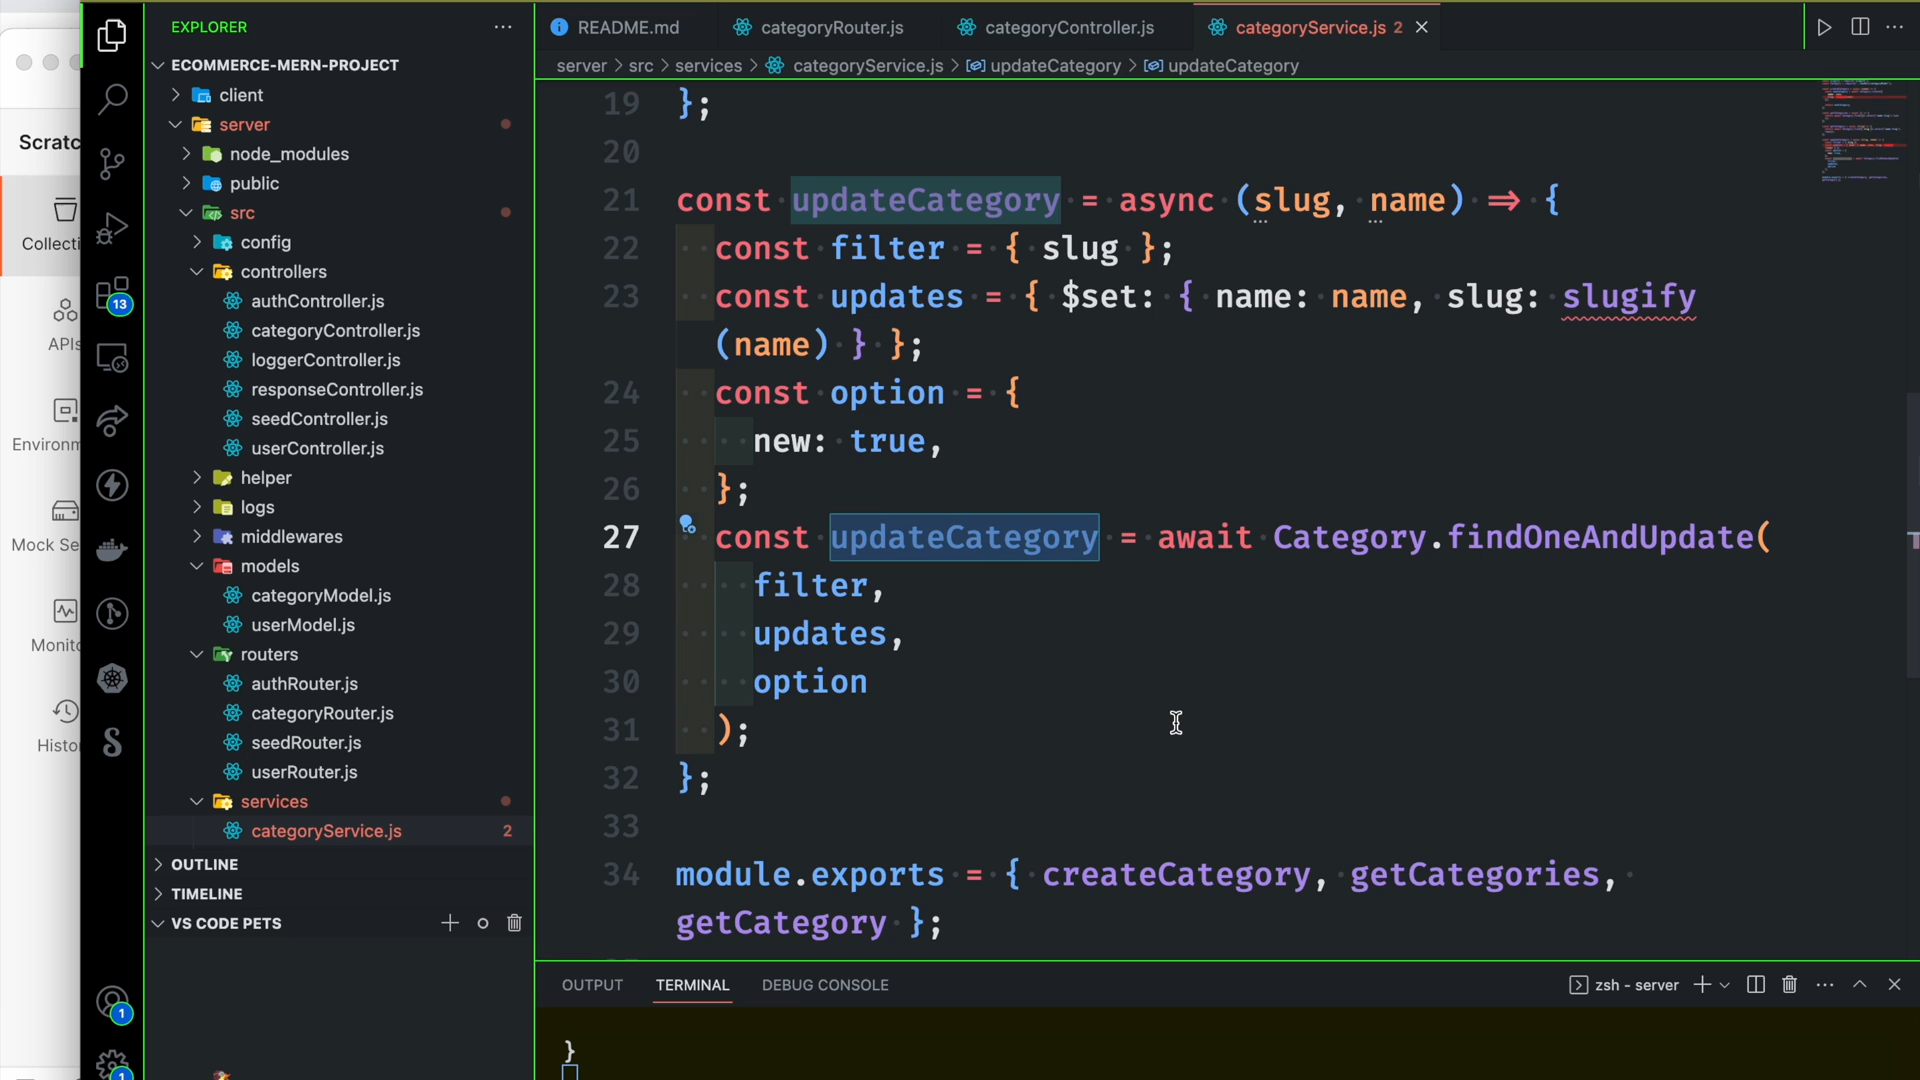 Scratc
Collecti
APIs
Environm
Mock Se
Monito
Histo
13
1
1
EXPLORER
ECOMMERCE-MERN-PROJECT
client
server
node_modules
public
src
config
controllers
authController.js
categoryController.js
loggerController.js
responseController.js
seedController.js
userController.js
helper
logs
middlewares
models
categoryModel.js
userModel.js
routers
authRouter.js
categoryRouter.js
seedRouter.js
userRouter.js
services
categoryService.js 2
OUTLINE
TIMELINE
VS CODE PETS
README.md categoryRouter.js categoryController.js categoryService.js 2
server > src > services > categoryService.js > updateCategory > updateCategory
19 };
20
21 const updateCategory = async (slug, name) => {
22 const filter = { slug };
23 const updates = { $set: { name: name, slug: slugify
(name) } };
24 const option = {
25 new: true,
26 };
27 const updateCategory = await Category.findOneAndUpdate(
28 filter,
29 updates,
30 option
31 );
32 };
33
34 module.exports = { createCategory, getCategories,
getCategory };
OUTPUT TERMINAL DEBUG CONSOLE zsh - server
}